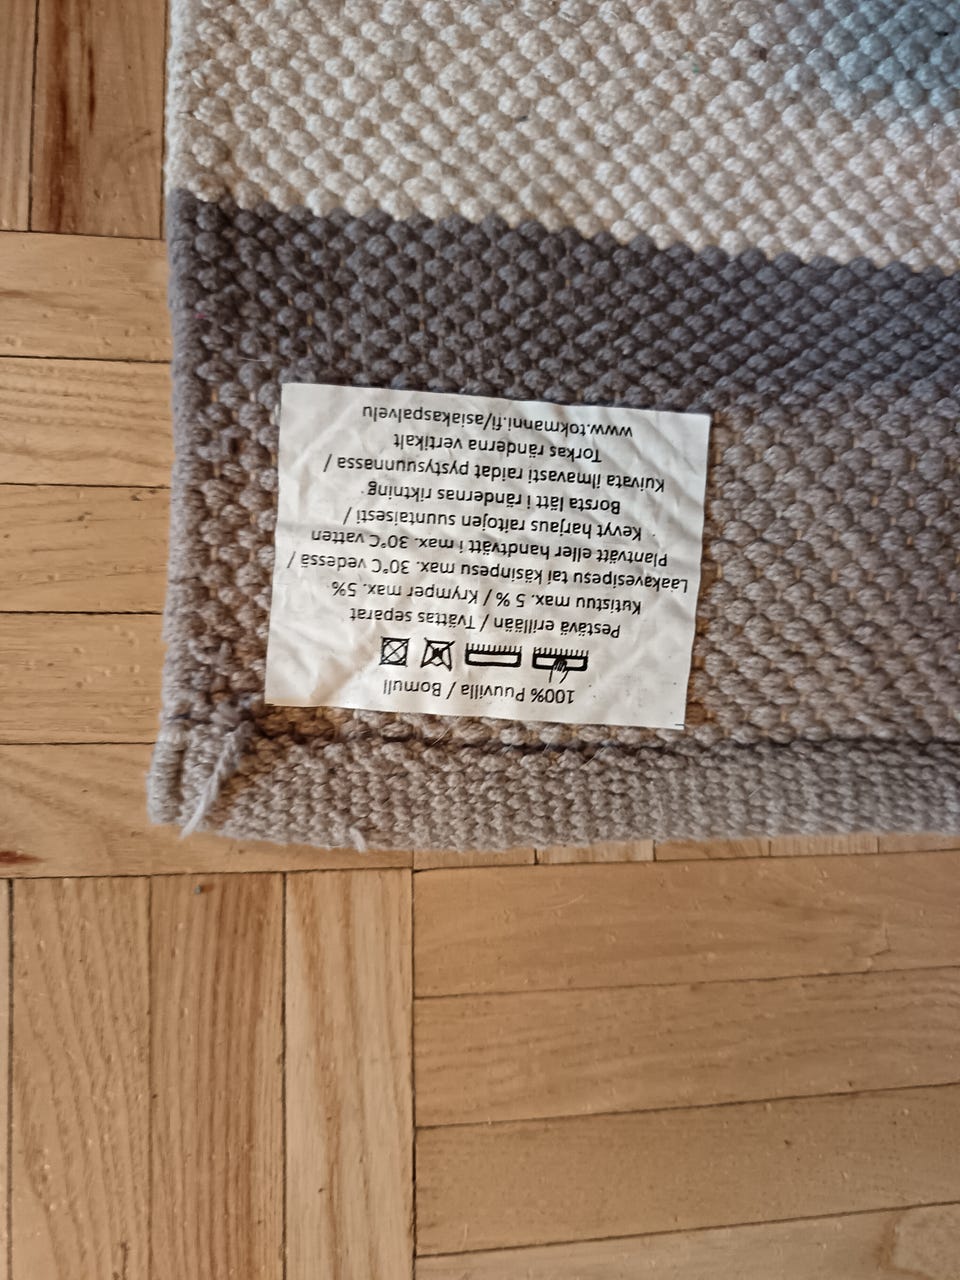 100% Puuvilla / Bomull
Pestävä erillään / Tvättas separat
Kutistuu max. 5 % / Krymper max. 5%
Laakavesipesu tai käsinpesu max. 30°C vedessä /
Plantvätt eller handtvätt i max. 30°C vatten
Kevyt harjaus raitojen suuntaisesti /
Borsta lätt i rändernas riktning
Kuivata ilmavasti raidat pystysuunnassa /
Torkas ränderna vertikalt
www.tokmanni.fi/asiakaspalvelu